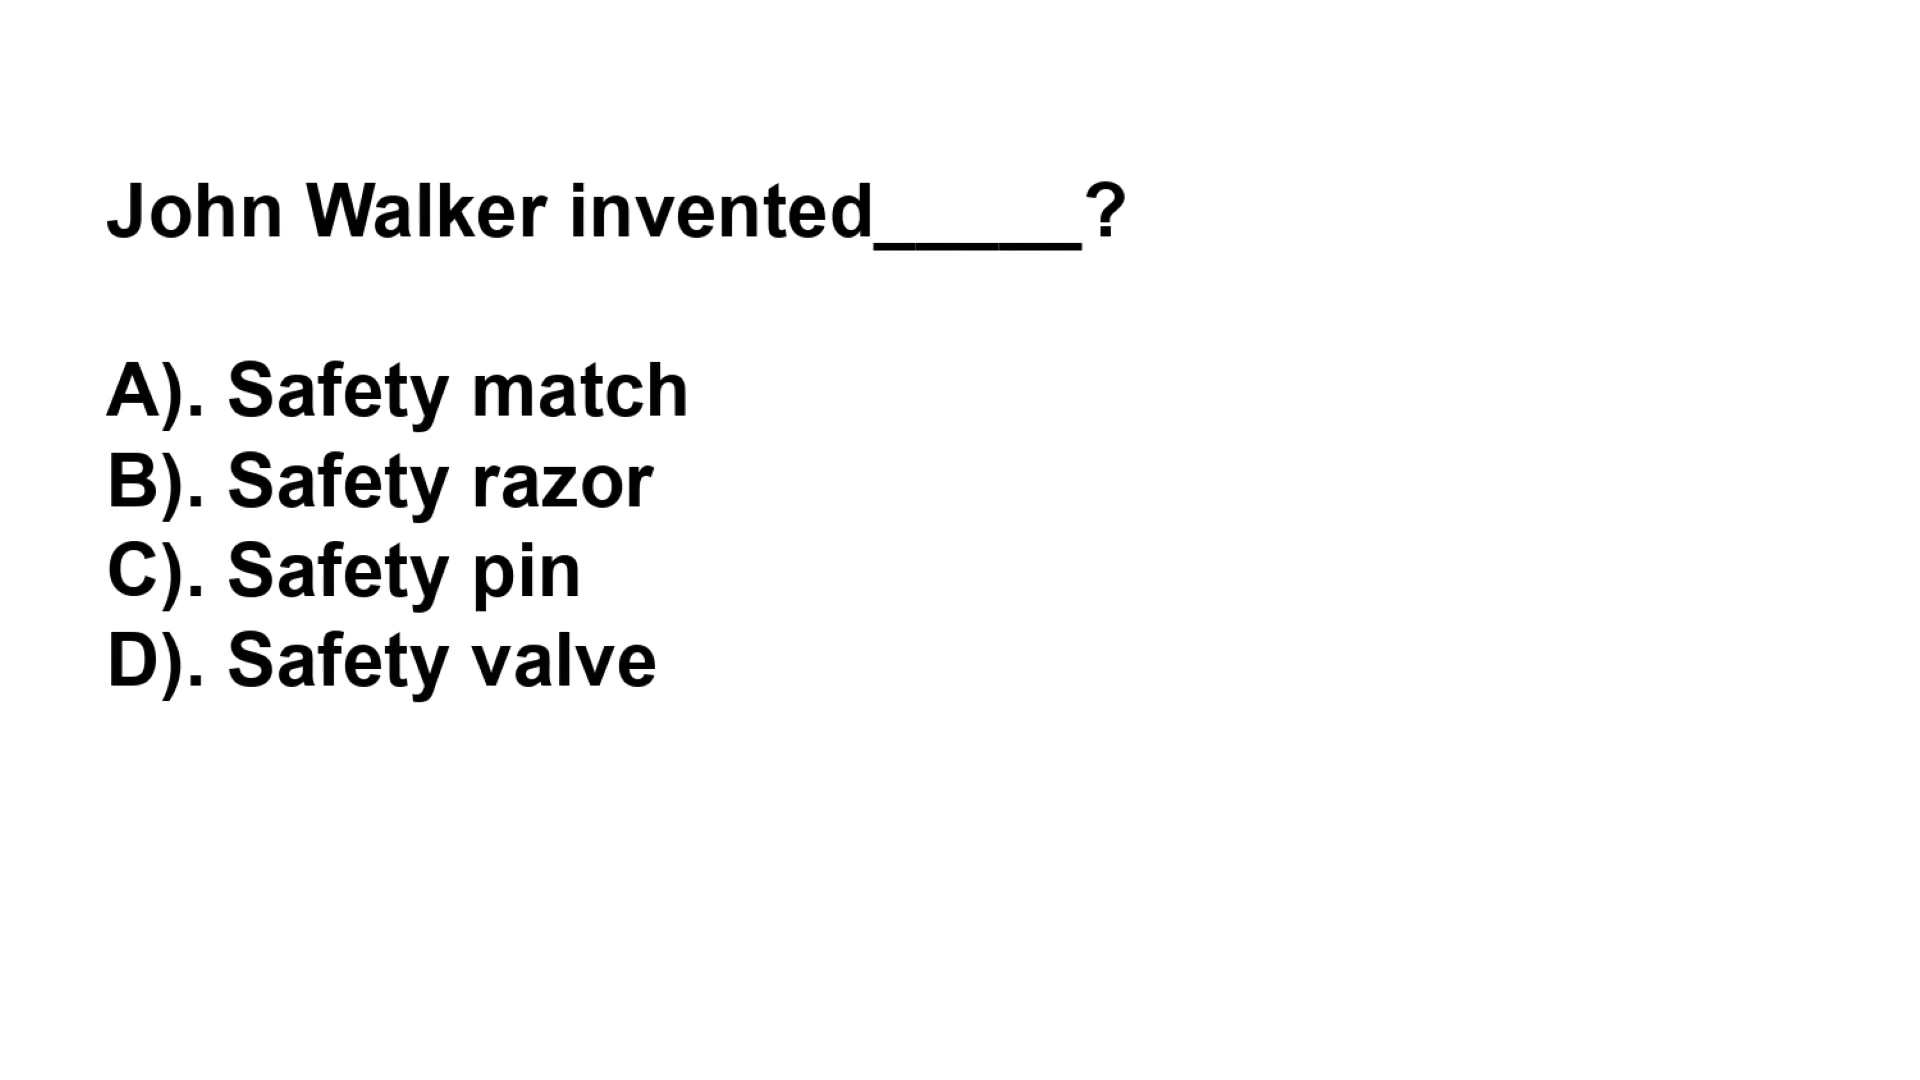 John Walker invented_____?
A). Safety match
B). Safety razor
C). Safety pin
D). Safety valve